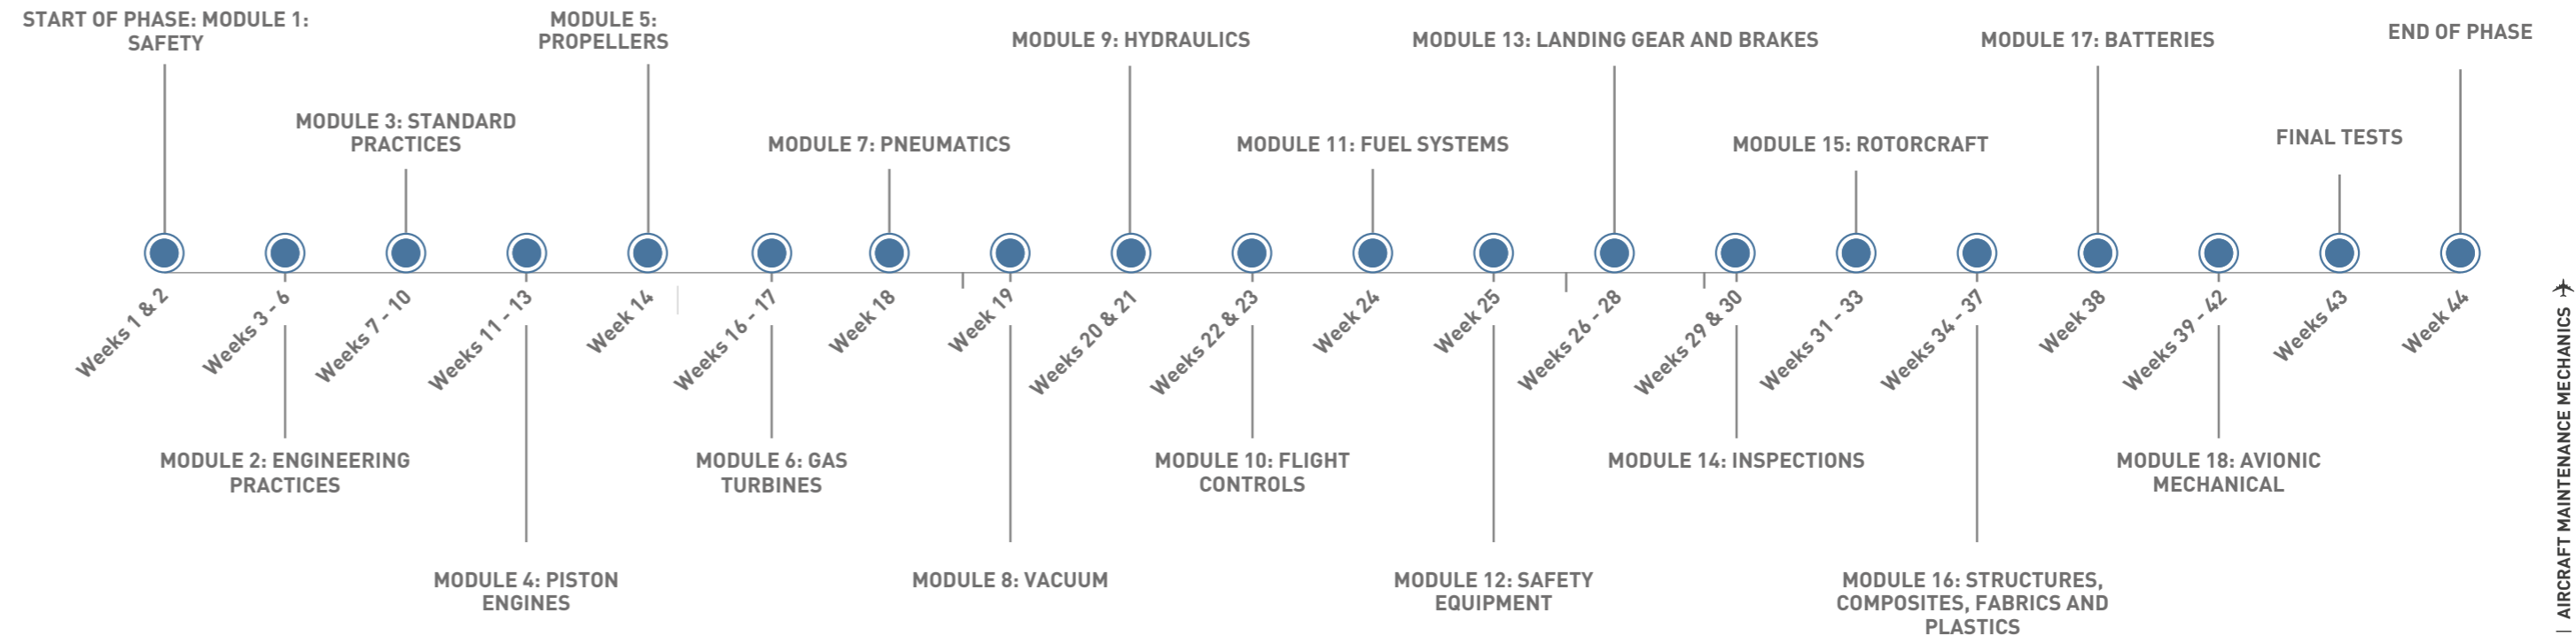 START OF PHASE: MODULE 1:
SAFETY
MODULE 5:
PROPELLERS
MODULE 9: HYDRAULICS
MODULE 13: LANDING GEAR AND BRAKES
MODULE 17: BATTERIES
END OF PHASE
MODULE 3: STANDARD
PRACTICES
MODULE 7: PNEUMATICS
MODULE 11: FUEL SYSTEMS
MODULE 15: ROTORCRAFT
FINAL TESTS
Weeks 1 & 2
Weeks 3 - 6
Weeks 7 - 10
Weeks 11 - 13
Week 14
Weeks 16 - 17
Week 18
Week 19
Weeks 20 & 21
Weeks 22 & 23
Week 24
Week 25
Weeks 26 - 28
Weeks 29 & 30
Weeks 31 - 33
Weeks 34 - 37
Week 38
Weeks 39 - 42
Weeks 43
Week 44
MODULE 2: ENGINEERING
PRACTICES
MODULE 6: GAS
TURBINES
MODULE 10: FLIGHT
CONTROLS
MODULE 14: INSPECTIONS
MODULE 18: AVIONIC
MECHANICAL
MODULE 4: PISTON
ENGINES
MODULE 8: VACUUM
MODULE 12: SAFETY
EQUIPMENT
MODULE 16: STRUCTURES,
COMPOSITES, FABRICS AND
PLASTICS
| AIRCRAFT MAINTENANCE MECHANICS